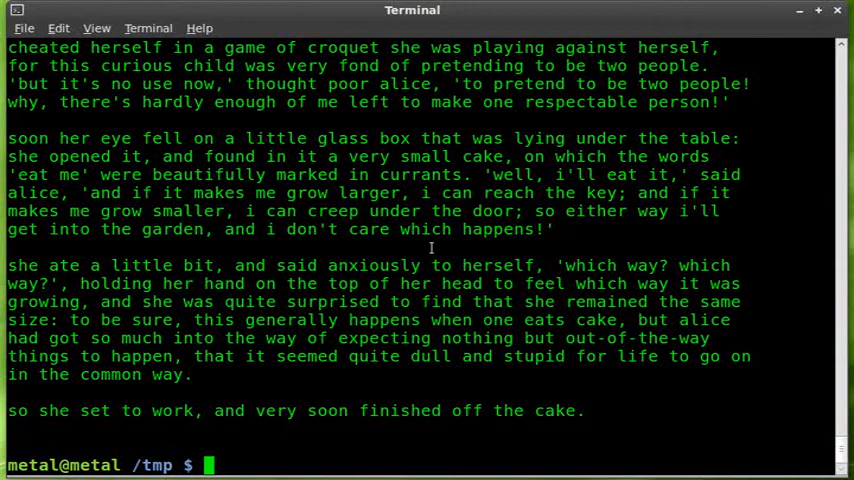 Terminal
File Edit View Terminal Help
cheated herself in a game of croquet she was playing against herself,
for this curious child was very fond of pretending to be two people.
'but it's no use now,' thought poor alice, 'to pretend to be two people!
why, there's hardly enough of me left to make one respectable person!'
soon her eye fell on a little glass box that was lying under the table:
she opened it, and found in it a very small cake, on which the words
'eat me' were beautifully marked in currants. 'well, i'll eat it,' said
alice, 'and if it makes me grow larger, i can reach the key; and if it
makes me grow smaller, i can creep under the door; so either way i'll
get into the garden, and i don't care which happens!'
she ate a little bit, and said anxiously to herself, 'which way? which
way?', holding her hand on the top of her head to feel which way it was
growing, and she was quite surprised to find that she remained the same
size: to be sure, this generally happens when one eats cake, but alice
had got so much into the way of expecting nothing but out-of-the-way
things to happen, that it seemed quite dull and stupid for life to go on
in the common way.
so she set to work, and very soon finished off the cake.
metal@metal /tmp $